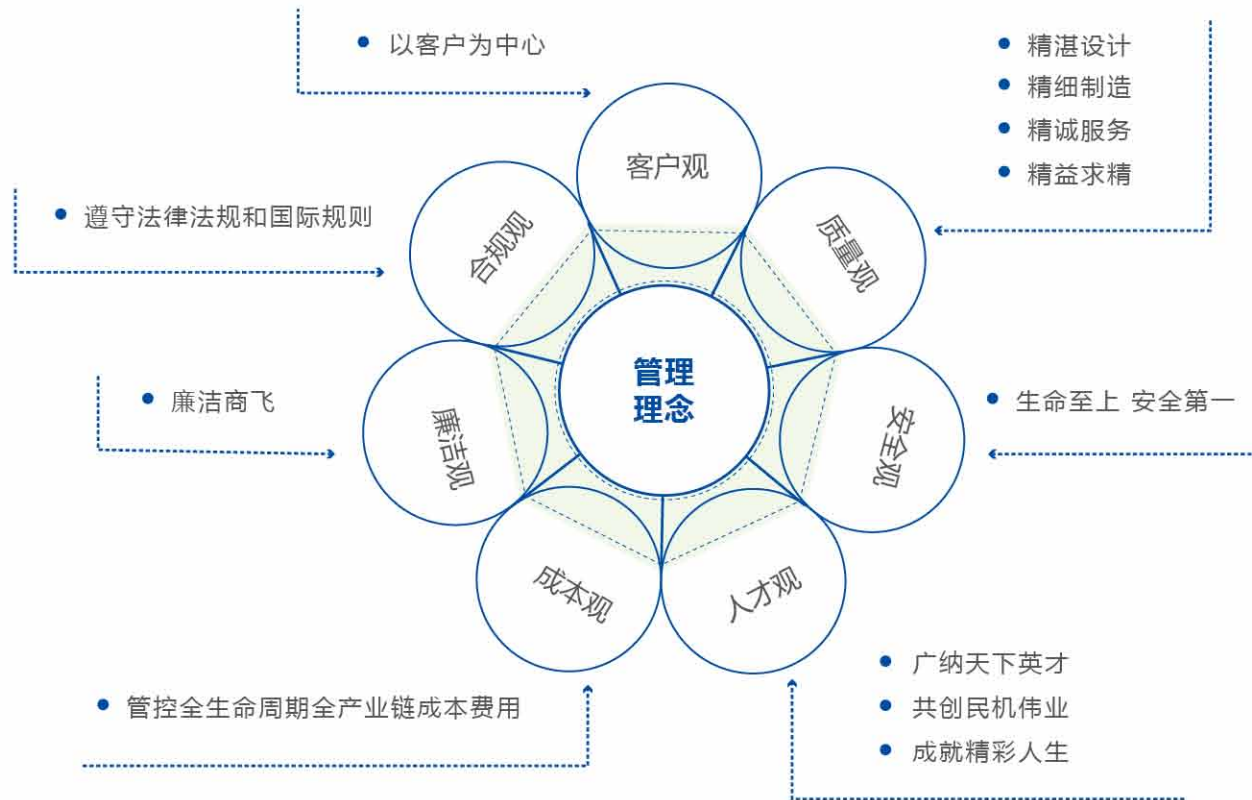 以客户为中心
客户观
精湛设计
精细制造
精诚服务
精益求精
质量观
遵守法律法规和国际规则
合规观
管理
理念
廉洁商飞
廉洁观
生命至上 安全第一
安全观
成本观
人才观
管控全生命周期全产业链成本费用
广纳天下英才
共创民机伟业
成就精彩人生